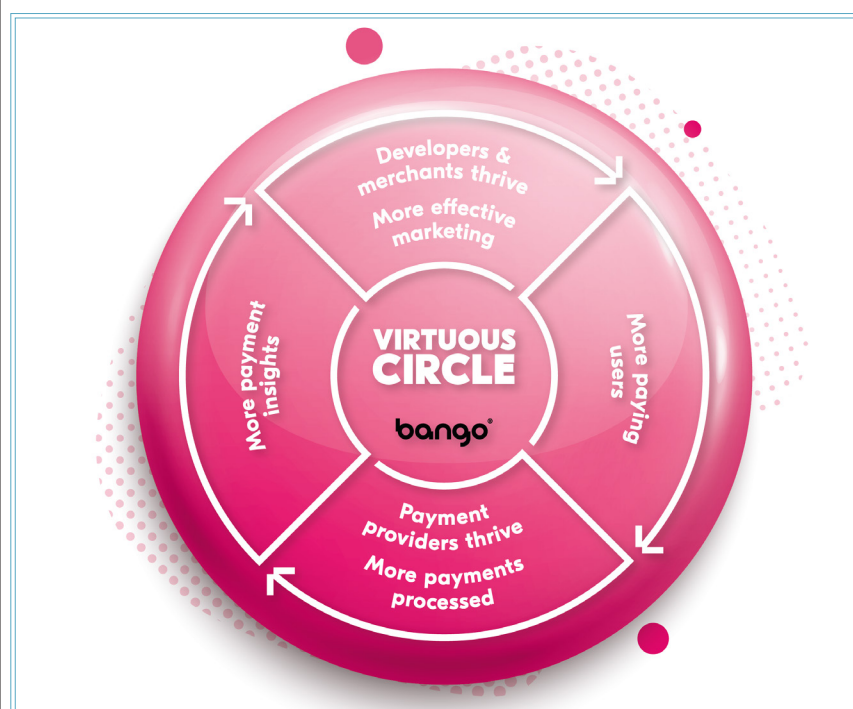 Developers &
merchants thrive
More effective
marketing
More paying
users
Payment
providers thrive
More payments
processed
More payment
insights
VIRTUOUS
CIRCLE
bango®